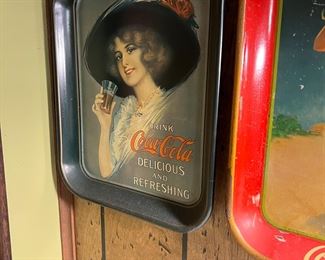 DRINK
Coca-Cola
DELICIOUS
AND
REFRESHING